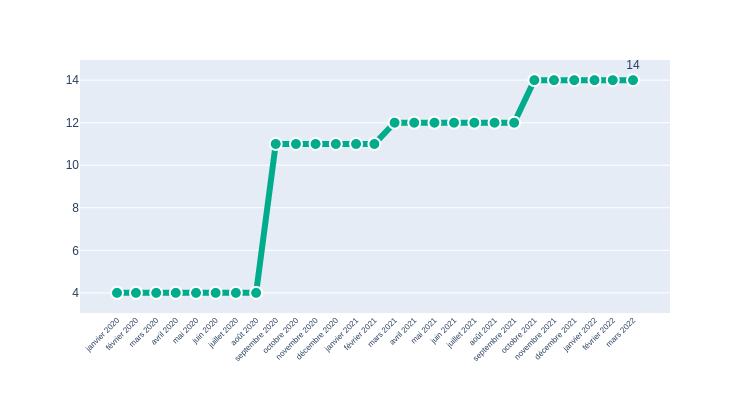 14
14
12
10
8
6
4
janvier 2020
février 2020
mars 2020
avril 2020
mai 2020
juin 2020
juillet 2020
août 2020
septembre 2020
octobre 2020
novembre 2020
décembre 2020
janvier 2021
février 2021
mars 2021
avril 2021
mai 2021
juin 2021
juillet 2021
août 2021
septembre 2021
octobre 2021
novembre 2021
décembre 2021
janvier 2022
février 2022
mars 2022